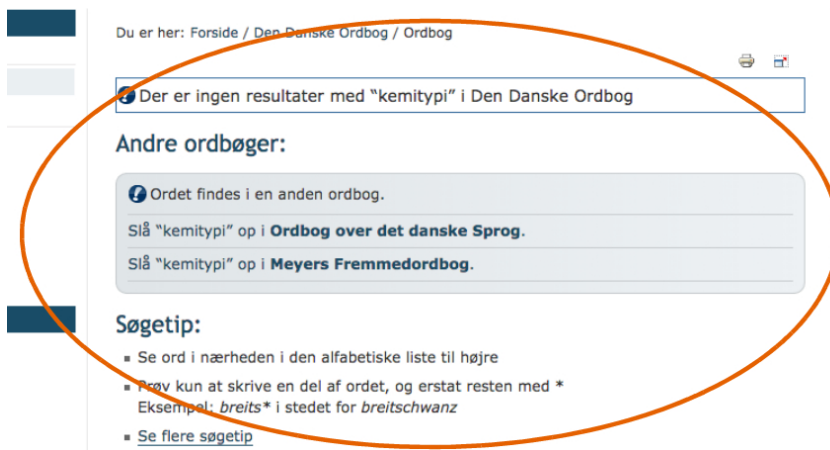 Du er her: Forside / Den Danske Ordbog / Ordbog
Der er ingen resultater med “kemitypi” i Den Danske Ordbog
Andre ordbøger:
Ordet findes i en anden ordbog.
Slå “kemitypi” op i Ordbog over det danske Sprog.
Slå “kemitypi” op i Meyers Fremmedordbog.
Søgetip:
Se ord i nærheden i den alfabetiske liste til højre
Prøv kun at skrive en del af ordet, og erstat resten med *
Eksempel: breits* i stedet for breitschwanz
Se flere søgetip